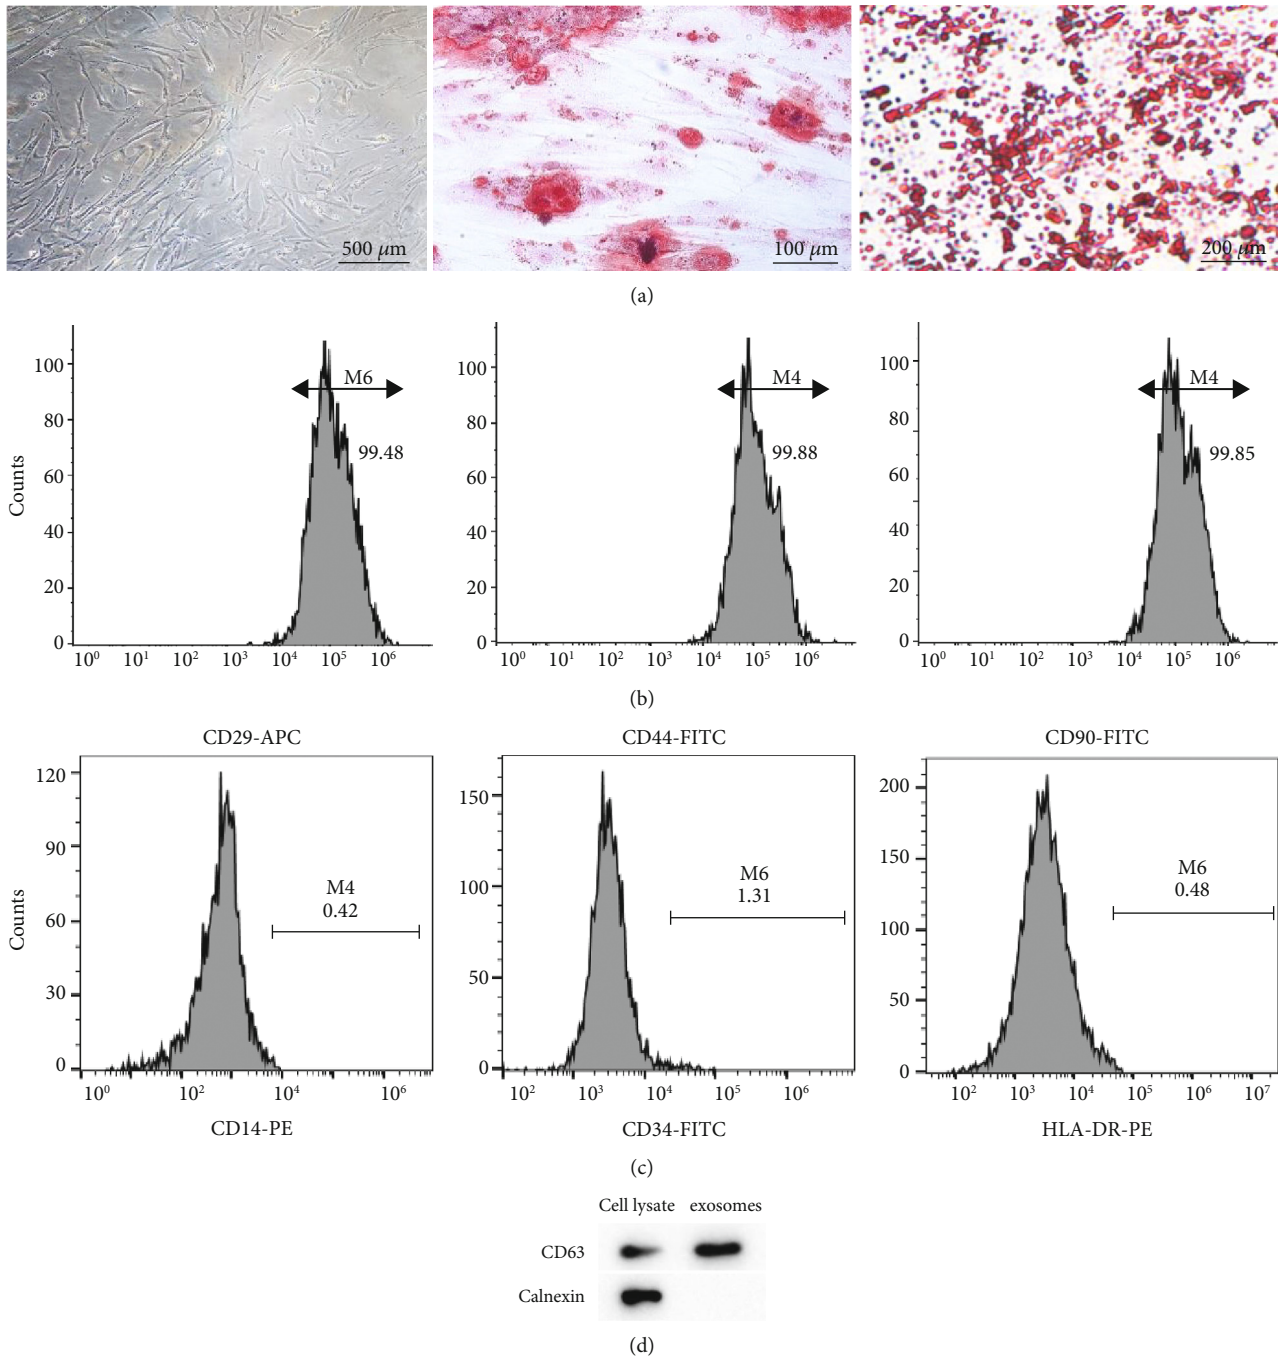 500 μm
100 μm
200 μm
(a)
Counts
100
80
60
40
20
0
M6
99.48
10⁰ 10¹ 10² 10³ 10⁴ 10⁵ 10⁶
100
80
60
40
20
0
M4
99.88
10⁰ 10¹ 10² 10³ 10⁴ 10⁵ 10⁶
100
80
60
40
20
0
M4
99.85
10⁰ 10¹ 10² 10³ 10⁴ 10⁵ 10⁶
(b)
CD29-APC
CD44-FITC
CD90-FITC
Counts
120
90
60
30
0
M4
0.42
10⁰ 10² 10⁴ 10⁶
CD14-PE
150
100
50
0
M6
1.31
10² 10³ 10⁴ 10⁵ 10⁶
CD34-FITC
200
150
100
50
0
M6
0.48
10² 10³ 10⁴ 10⁵ 10⁶ 10⁷
HLA-DR-PE
(c)
Cell lysate exosomes
CD63
Calnexin
(d)